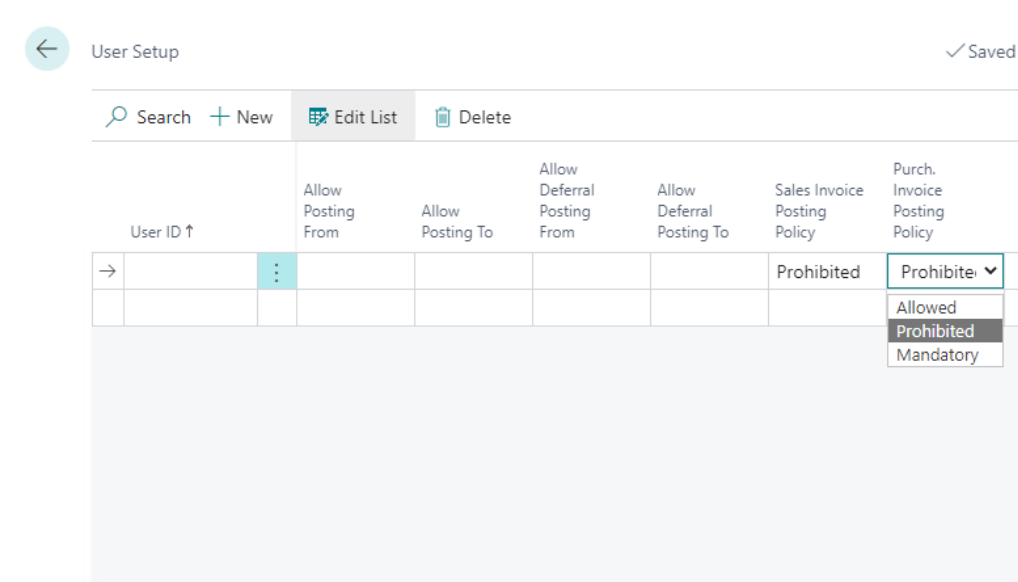 User Setup
Saved
Search
New
Edit List
Delete
User ID ↑
Allow
Posting
From
Allow
Posting To
Allow
Deferral
Posting
From
Allow
Deferral
Posting To
Sales Invoice
Posting
Policy
Purch.
Invoice
Posting
Policy
Prohibited
Prohibite
Allowed
Prohibited
Mandatory